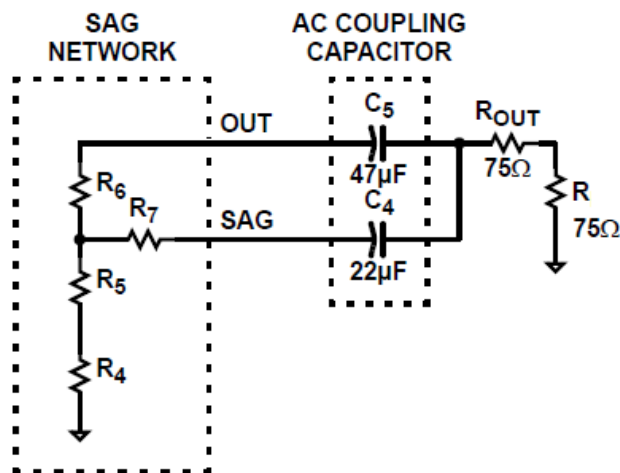 SAG
NETWORK
AC COUPLING
CAPACITOR
C5
OUT
ROUT
47µF
75Ω
R6
R7
C4
R
SAG
75Ω
22µF
R5
R4